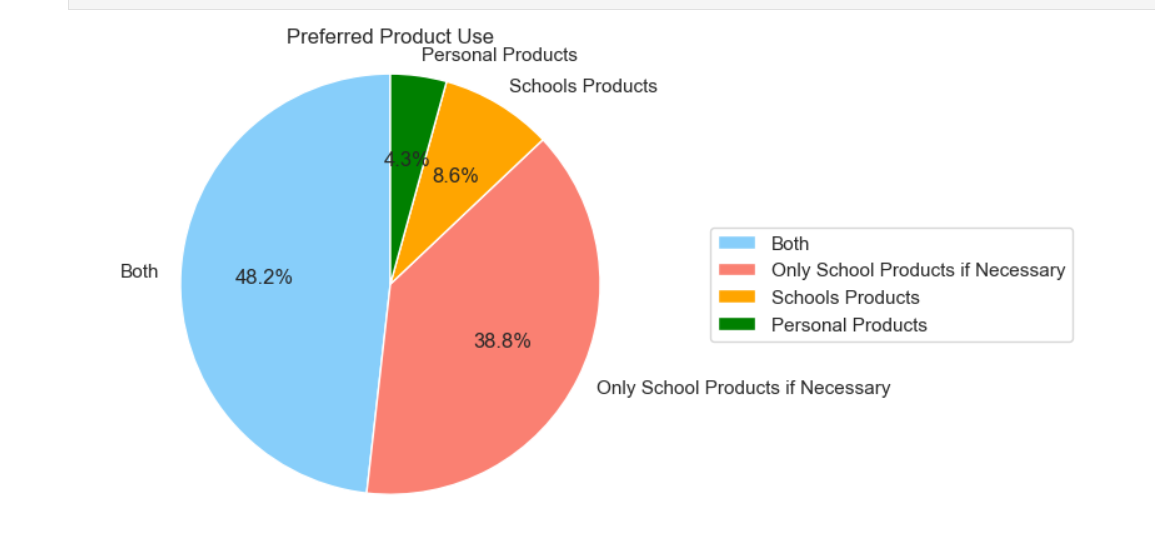 Preferred Product Use
Personal Products
Schools Products
4.3%
8.6%
Both
48.2%
38.8%
Only School Products if Necessary
Both
Only School Products if Necessary
Schools Products
Personal Products